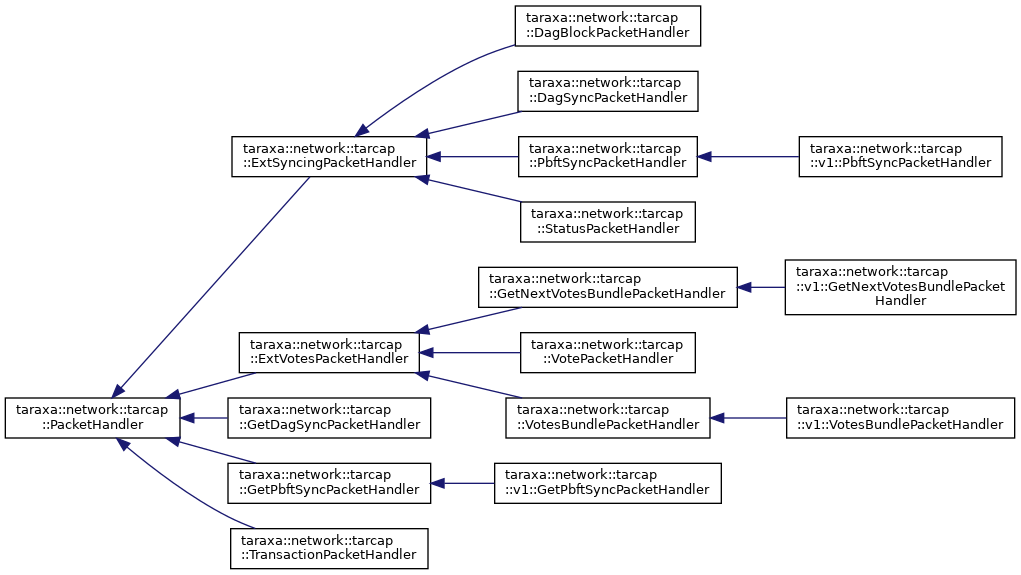 taraxa::network::tarcap
::DagBlockPacketHandler
taraxa::network::tarcap
::DagSyncPacketHandler
taraxa::network::tarcap
::ExtSyncingPacketHandler
taraxa::network::tarcap
::PbftSyncPacketHandler
taraxa::network::tarcap
::v1::PbftSyncPacketHandler
taraxa::network::tarcap
::StatusPacketHandler
taraxa::network::tarcap
::GetNextVotesBundlePacketHandler
taraxa::network::tarcap
::v1::GetNextVotesBundlePacket
Handler
taraxa::network::tarcap
::ExtVotesPacketHandler
taraxa::network::tarcap
::VotePacketHandler
taraxa::network::tarcap
::PacketHandler
taraxa::network::tarcap
::GetDagSyncPacketHandler
taraxa::network::tarcap
::VotesBundlePacketHandler
taraxa::network::tarcap
::v1::VotesBundlePacketHandler
taraxa::network::tarcap
::GetPbftSyncPacketHandler
taraxa::network::tarcap
::v1::GetPbftSyncPacketHandler
taraxa::network::tarcap
::TransactionPacketHandler